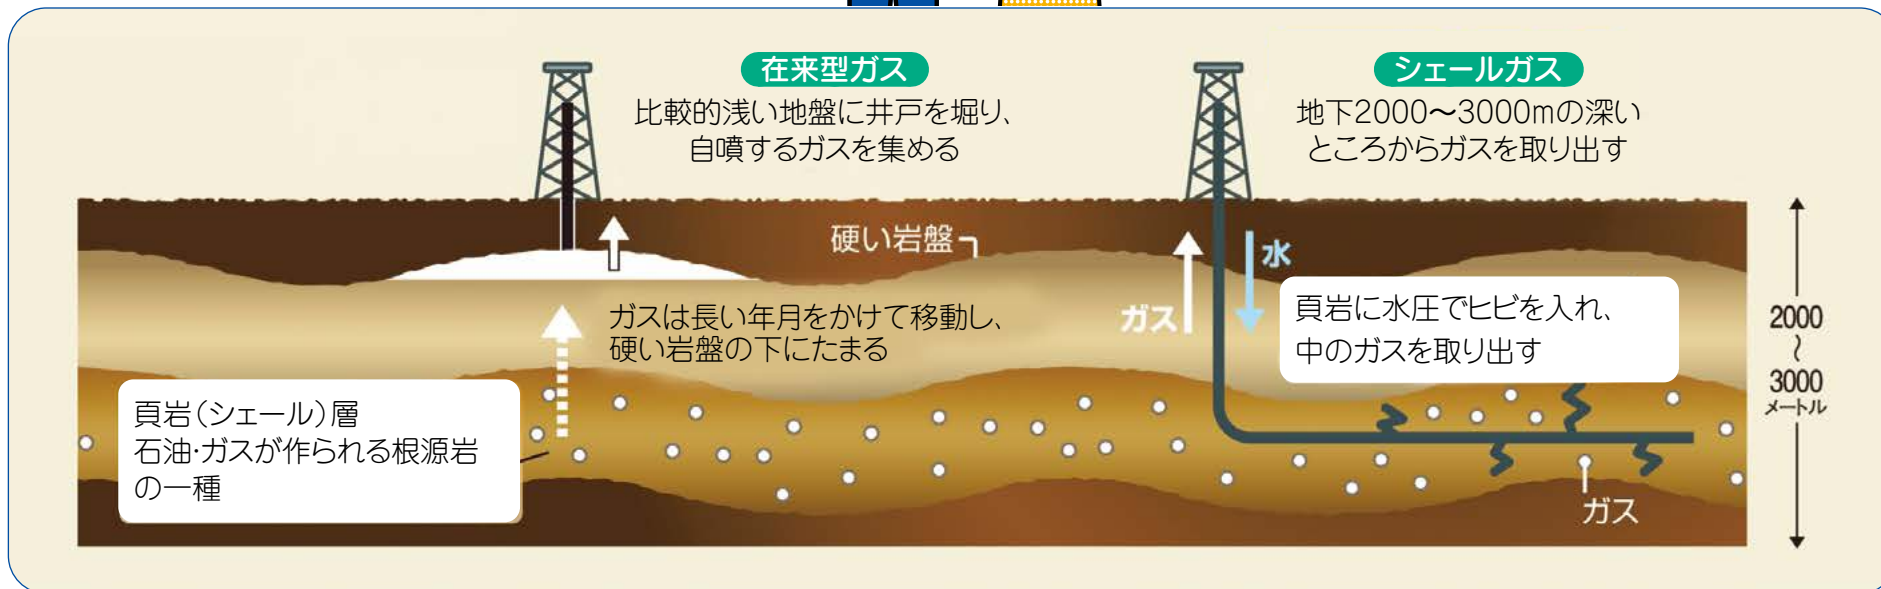 在来型ガス
比較的浅い地盤に井戸を掘り、
自噴するガスを集める
シェールガス
地下2000〜3000mの深い
ところからガスを取り出す
硬い岩盤
水
ガス
ガスは長い年月をかけて移動し、
硬い岩盤の下にたまる
頁岩に水圧でヒビを入れ、
中のガスを取り出す
頁岩(シェール)層
石油・ガスが作られる根源岩
の一種
ガス
2000
〜
3000
メートル